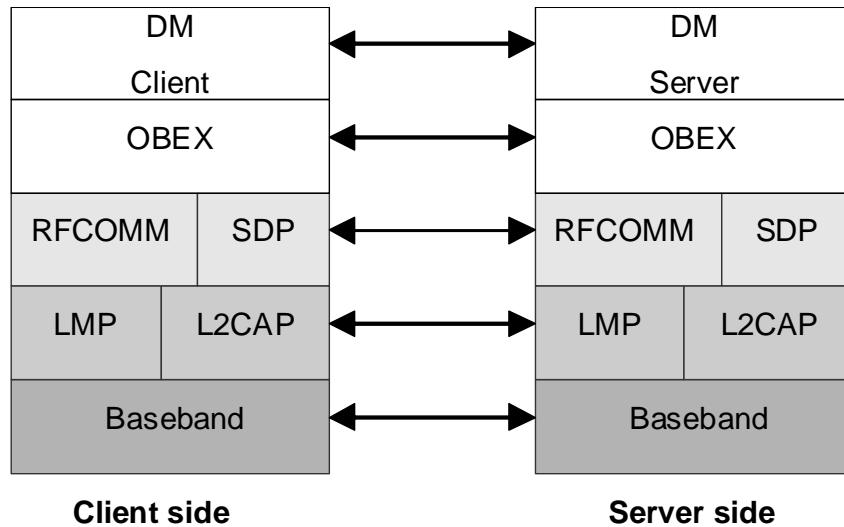 DM DM
Client Server
OBEX OBEX
RFCOMM SDP RFCOMM SDP
LMP L2CAP LMP L2CAP
Baseband Baseband
Client side Server side